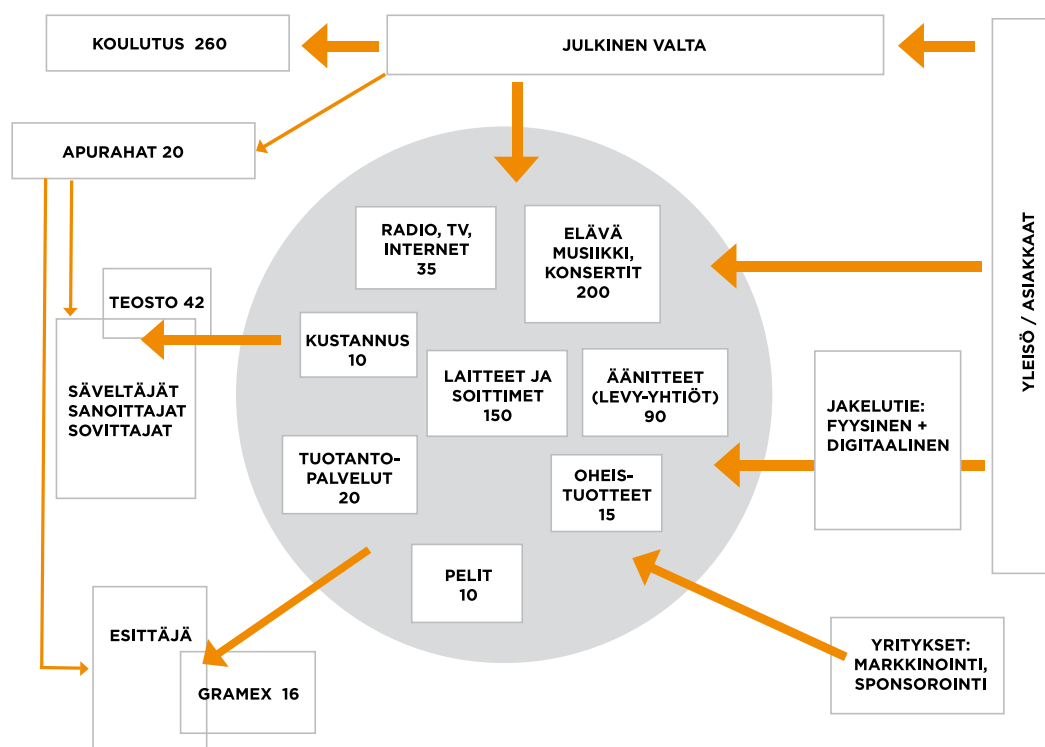 KOULUTUS 260
JULKINEN VALTA
APURAHAT 20
RADIO, TV,
INTERNET
35
ELÄVÄ
MUSIIKKI,
KONSERTIT
200
YLEISÖ / ASIAKKAAT
TEOSTO 42
KUSTANNUS
10
LAITTEET JA
SOITTIMET
150
ÄÄNITTEET
(LEVY-YHTIÖT)
90
SÄVELTÄJÄT
SANOITTAJAT
SOVITTAJAT
JAKELUTIE:
FYYSINEN +
DIGITAALINEN
TUOTANTO-
PALVELUT
20
OHEIS-
TUOTTEET
15
PELIT
10
ESITTÄJÄ
GRAMEX 16
YRITYKSET:
MARKKINOINTI,
SPONSOROINTI